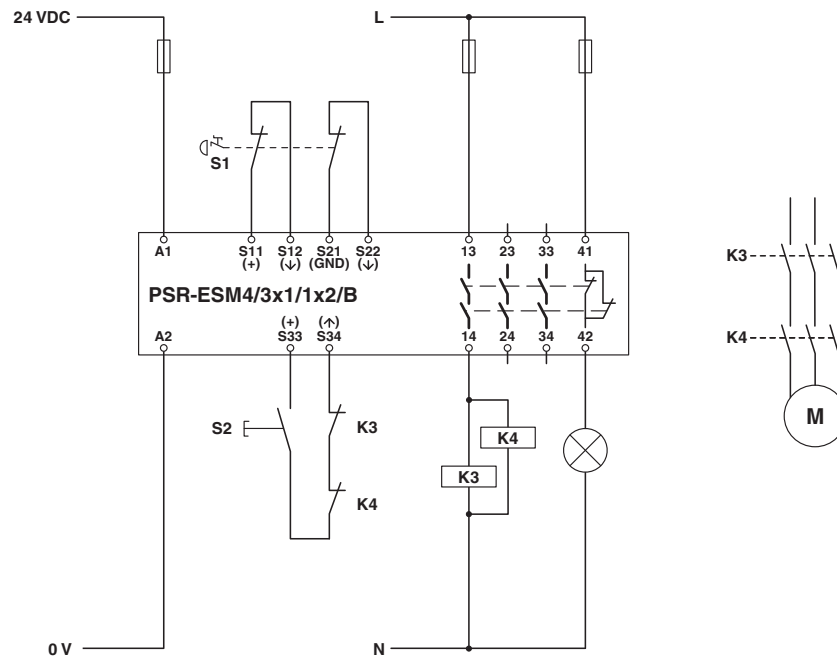 24 VDC
L
S1
A1
S11
(+)
S12
(↓)
S21
(GND)
S22
(↓)
13
23
33
41
PSR-ESM4/3x1/1x2/B
A2
(+)
S33
(↑)
S34
14
24
34
42
K3
K4
M
S2
K3
K4
K4
K3
0 V
N